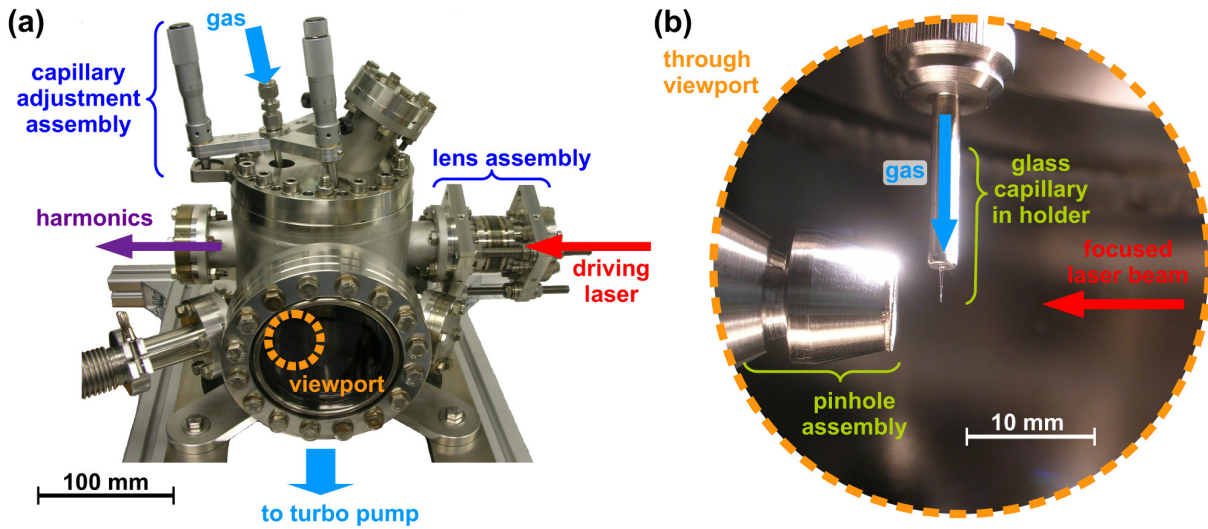 (a)
gas
capillary
adjustment
assembly
lens assembly
harmonics
driving
laser
viewport
100 mm
to turbo pump
(b)
through
viewport
gas
glass
capillary
in holder
focused
laser beam
pinhole
assembly
10 mm